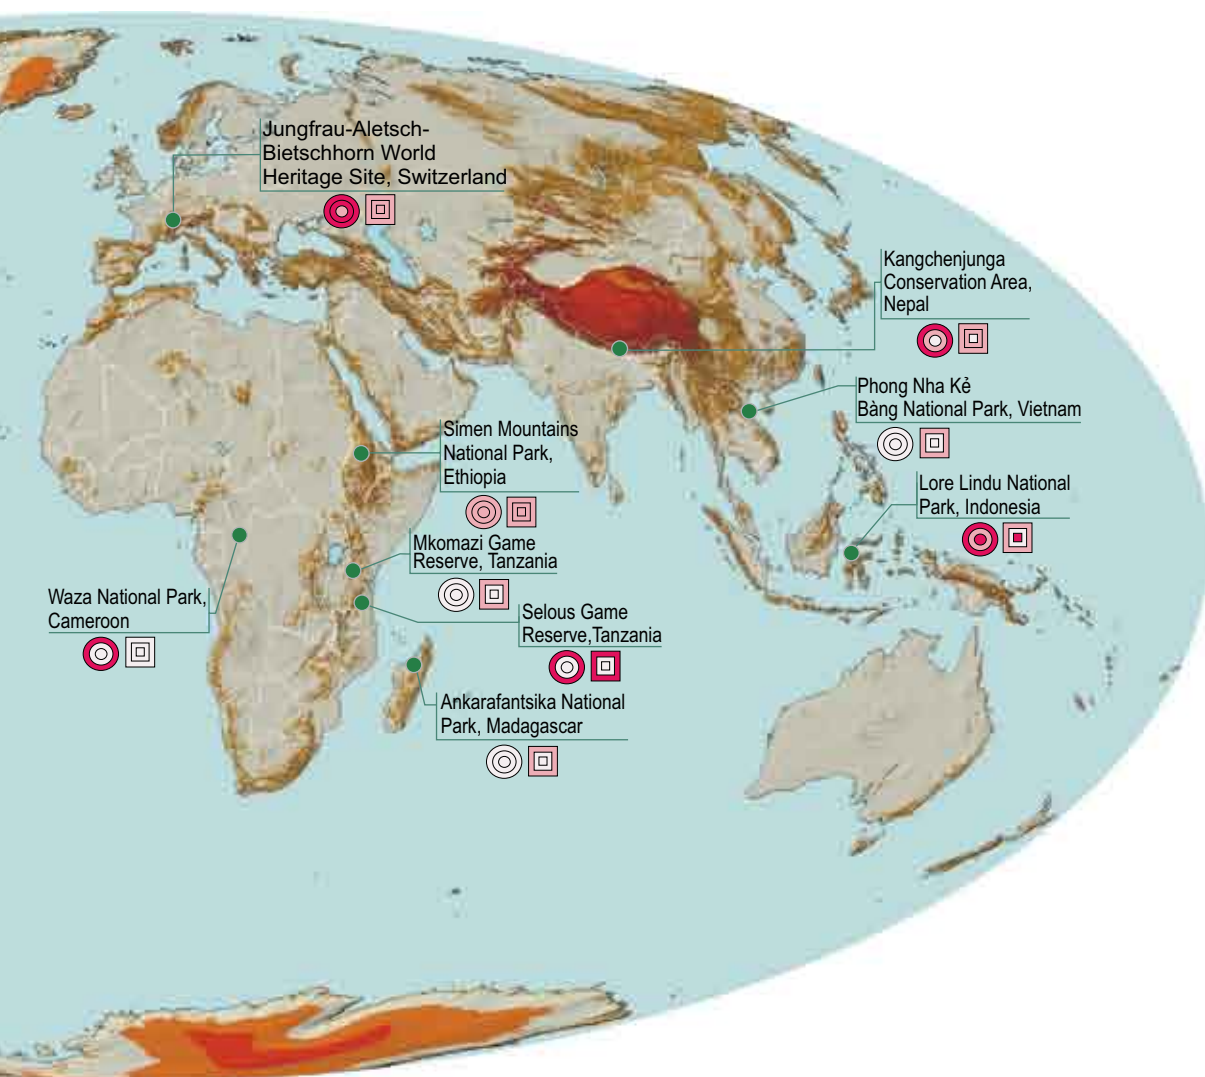 Jungfrau-Aletsch-
Bietschhorn World
Heritage Site, Switzerland
Kangchenjunga
Conservation Area,
Nepal
Phong Nha Kẻ
Bàng National Park, Vietnam
Simen Mountains
National Park,
Ethiopia
Lore Lindu National
Park, Indonesia
Mkomazi Game
Reserve, Tanzania
Waza National Park,
Cameroon
Selous Game
Reserve,Tanzania
Ankarafantsika National
Park, Madagascar